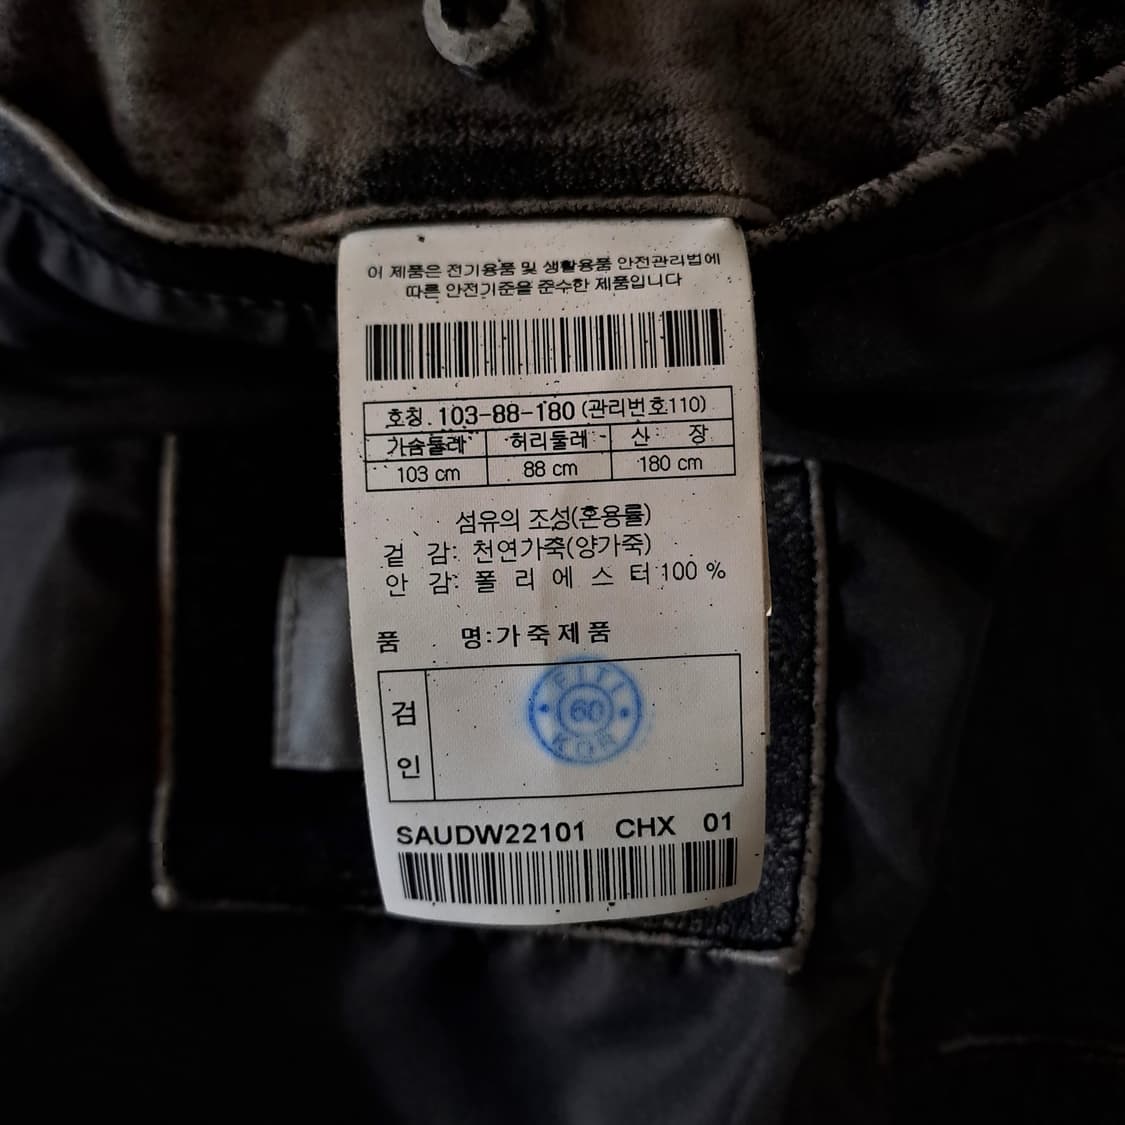 이 제품은 전기용품 및 생활용품 안전관리법에
따른 안전기준을 준수한 제품입니다
호칭. 103-88-180 (관리번호110)
가슴둘레 허리둘레 산 장
103 cm 88 cm 180 cm
섬유의 조성(혼용률)
겉 감: 천연가죽(양가죽)
안 감: 폴 리 에 스 터 100 %
품 명:가죽제품
검
인
FITI
60
KOR
SAUDW22101 CHX 01